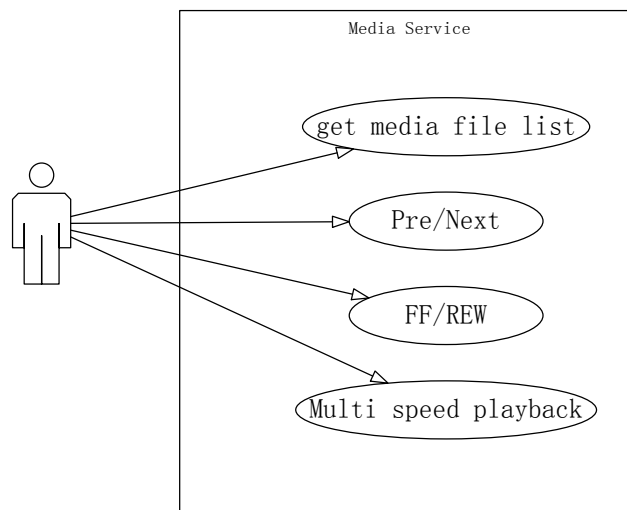 Media Service
get media file list
Pre/Next
FF/REW
Multi speed playback